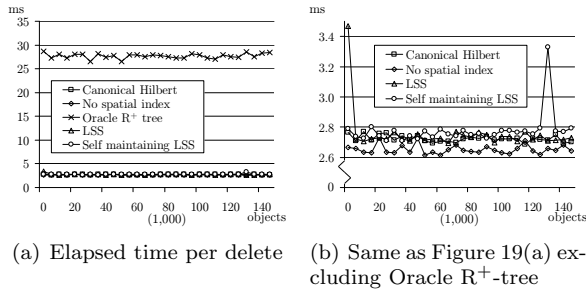 ms
35
30
25
20
15
10
5
0
Canonical Hilbert
No spatial index
Oracle R+ tree
LSS
Self maintaining LSS
0 20 40 60 80 100 120 140
(1,000) objects
(a) Elapsed time per delete
ms
3.4
3.2
3.0
2.8
2.6
0
Canonical Hilbert
No spatial index
LSS
Self maintaining LSS
0 20 40 60 80 100 120 140
(1,000) objects
(b) Same as Figure 19(a) ex-
cluding Oracle R+-tree